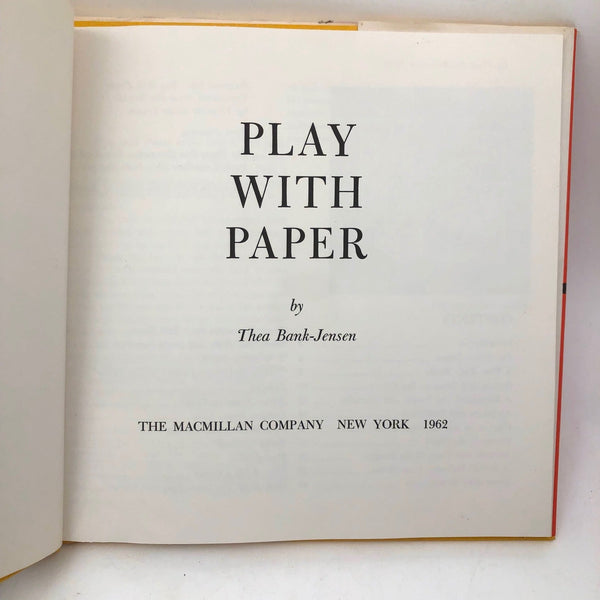 PLAY
WITH
PAPER
by
Thea Bank-Jensen
THE MACMILLAN COMPANY NEW YORK 1962